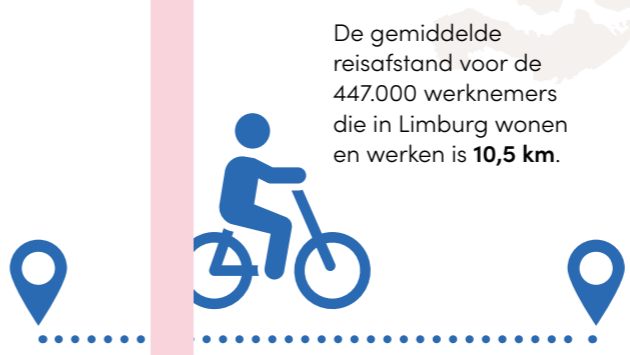 De gemiddelde
reisafstand voor de
447.000 werknemers
die in Limburg wonen
en werken is 10,5 km.